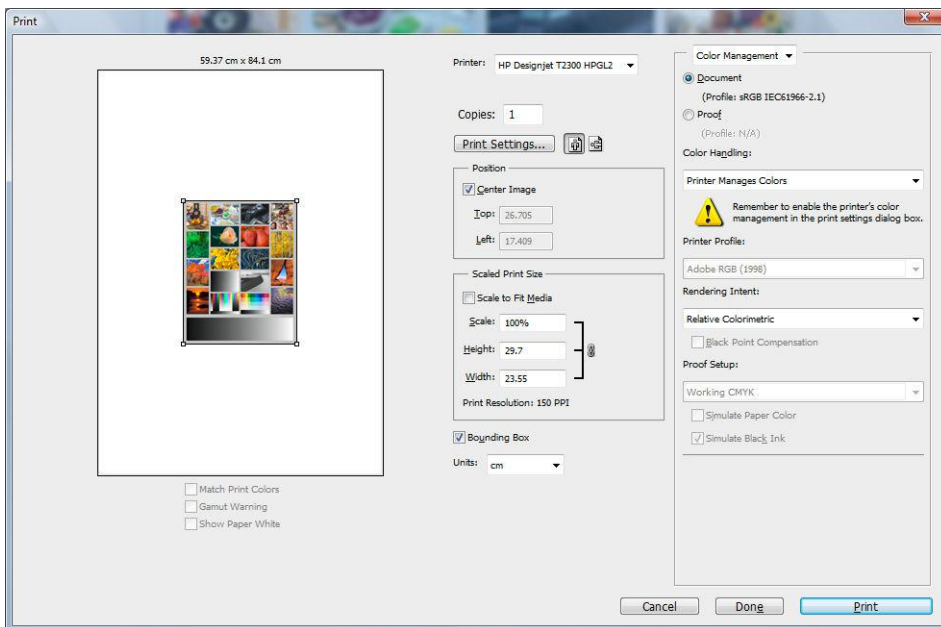 Print
59.37 cm x 84.1 cm
Match Print Colors
Gamut Warning
Show Paper White
Printer: HP Designjet T2300 HPGL2
Copies: 1
Print Settings...
Position
Center Image
Top: 26.705
Left: 17.409
Scaled Print Size
Scale to Fit Media
Scale: 100%
Height: 29.7
Width: 23.55
Print Resolution: 150 PPI
Bounding Box
Units: cm
Color Management
Document
(Profile: sRGB IEC61966-2.1)
Proof
(Profile: N/A)
Color Handling:
Printer Manages Colors
Remember to enable the printer's color
management in the print settings dialog box.
Printer Profile:
Adobe RGB (1998)
Rendering Intent:
Relative Colorimetric
Black Point Compensation
Proof Setup:
Working CMYK
Simulate Paper Color
Simulate Black Ink
Cancel
Done
Print